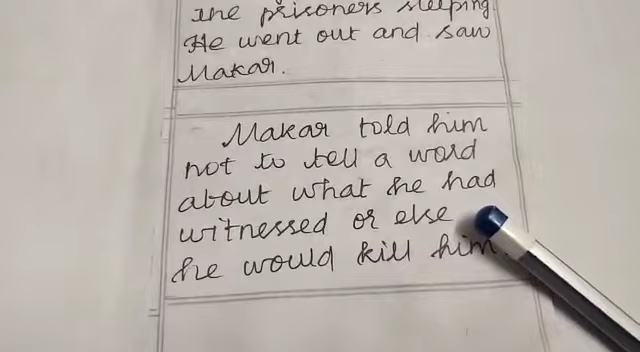 the prisoners sleeping.
He went out and saw
Makar.
Makar told him
not to tell a word
about what he had
witnessed or else
he would kill him.